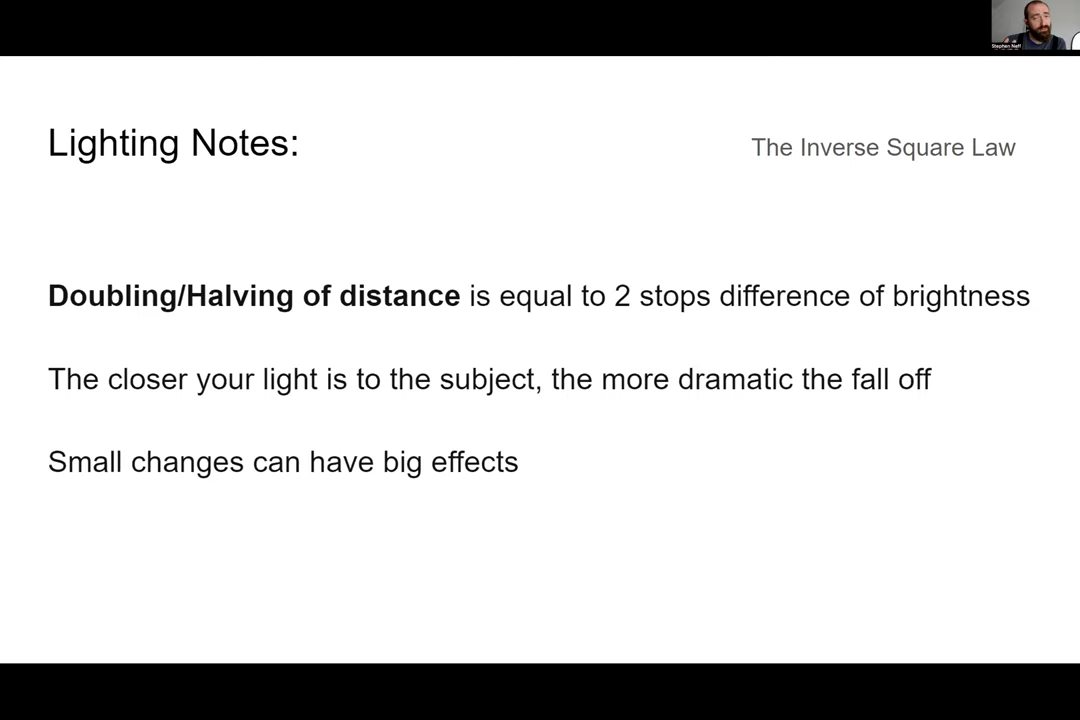 Stephen Neff
Lighting Notes:
The Inverse Square Law
Doubling/Halving of distance is equal to 2 stops difference of brightness
The closer your light is to the subject, the more dramatic the fall off
Small changes can have big effects